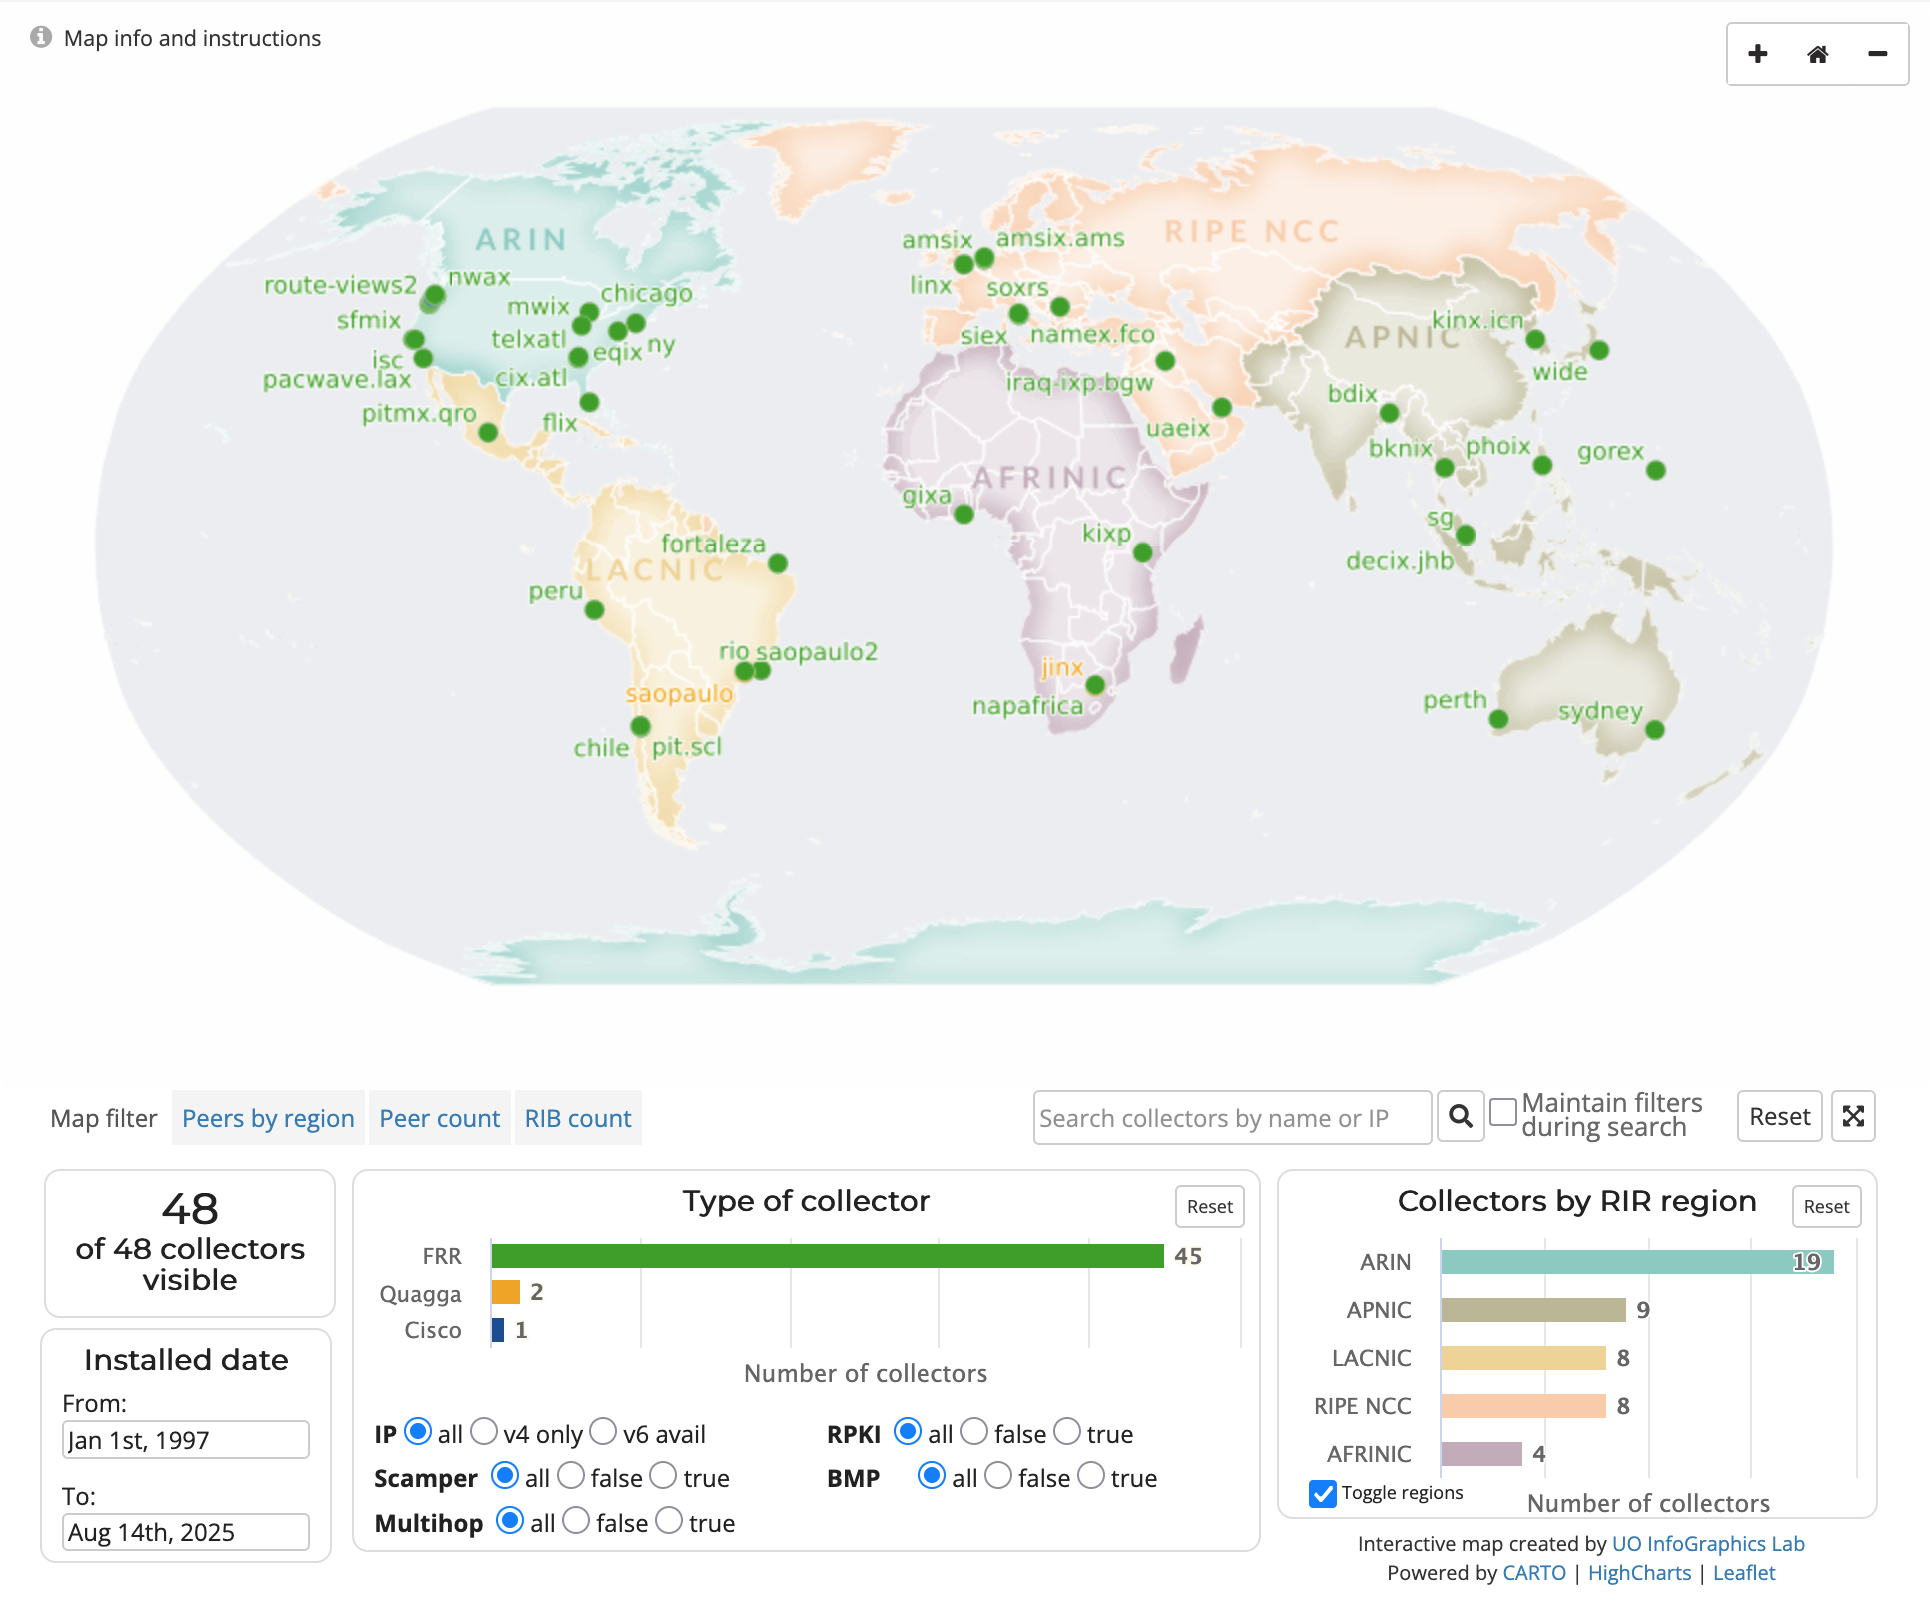 Map info and instructions
ARIN
RIPE NCC
amsix amsix.ams
route-views2 nwax
linx soxrs
mwix chicago
sfmix
telxatl eqix ny
siex namex.fco
kinx.icn
APNIC
isc
pacwave.lax
cix.atl
iraq-ixp.bgw
wide
pitmx.qro
flix
uaeix
bdix
bknix phoix gorex
AFRINIC
gixa
sg
fortaleza
kixp
decix.jhb
LACNIC
peru
rio saopaulo2
jinx
saopaulo
napafrica
perth sydney
chile pit.scl
Map filter Peers by region Peer count RIB count
Search collectors by name or IP
Maintain filters
during search
Reset
48
of 48 collectors
visible
Installed date
From:
Jan 1st, 1997
To:
Aug 14th, 2025
Type of collector
Reset
FRR 45
Quagga 2
Cisco 1
Number of collectors
IP all v4 only v6 avail
RPKI all false true
Scamper all false true
BMP all false true
Multihop all false true
Collectors by RIR region
Reset
ARIN 19
APNIC 9
LACNIC 8
RIPE NCC 8
AFRINIC 4
Toggle regions
Number of collectors
Interactive map created by UO InfoGraphics Lab
Powered by CARTO | HighCharts | Leaflet